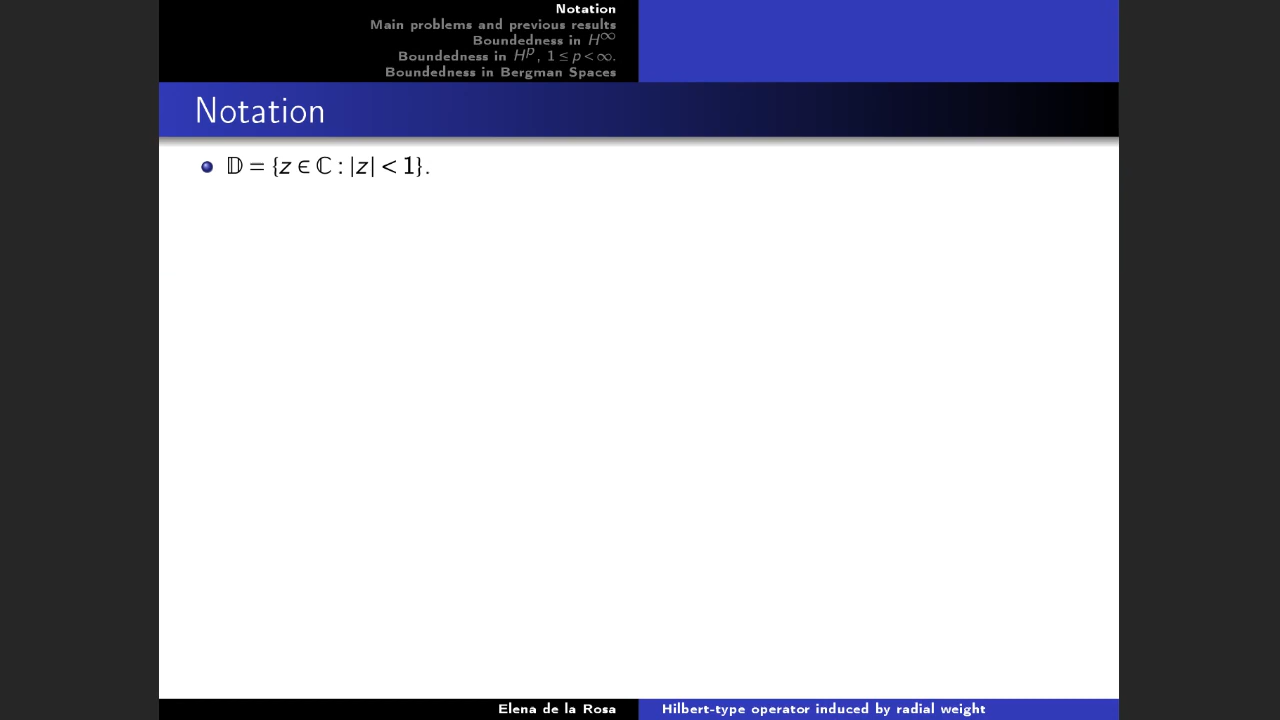 Notation
Main problems and previous results
Boundedness in H^∞
Boundedness in H^p, 1 ≤ p < ∞.
Boundedness in Bergman Spaces
Notation
𝔻 = {z ∈ ℂ : |z| < 1}.
Elena de la Rosa
Hilbert-type operator induced by radial weight